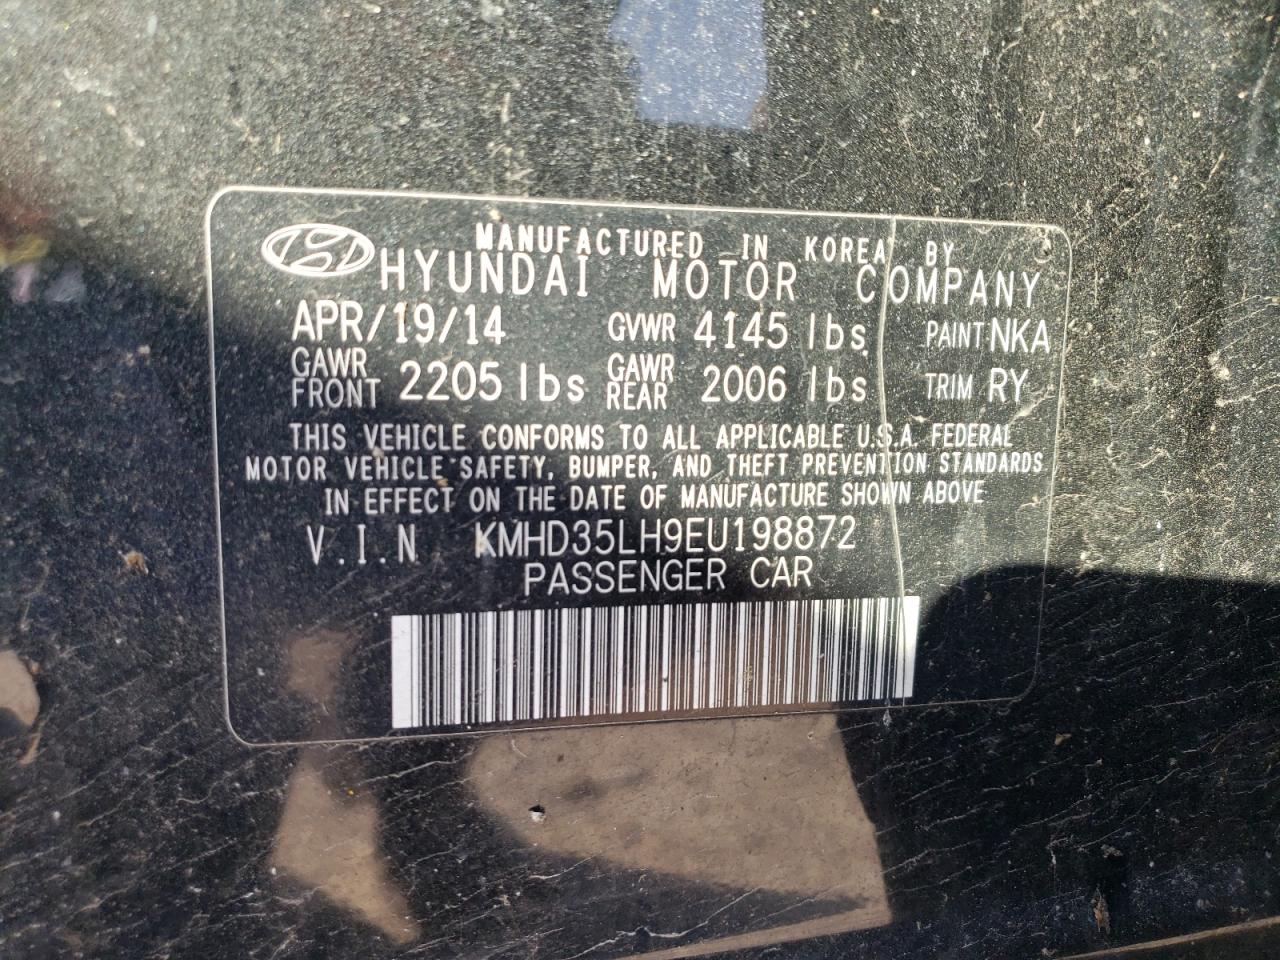 MANUFACTURED IN KOREA BY
HYUNDAI MOTOR COMPANY
APR/19/14 GVWR 4145 lbs PAINT NKA
GAWR FRONT 2205 lbs GAWR REAR 2006 lbs TRIM RY
THIS VEHICLE CONFORMS TO ALL APPLICABLE U.S.A. FEDERAL
MOTOR VEHICLE SAFETY, BUMPER, AND THEFT PREVENTION STANDARDS
IN EFFECT ON THE DATE OF MANUFACTURE SHOWN ABOVE
V.I.N KMHD35LH9EU198872
PASSENGER CAR